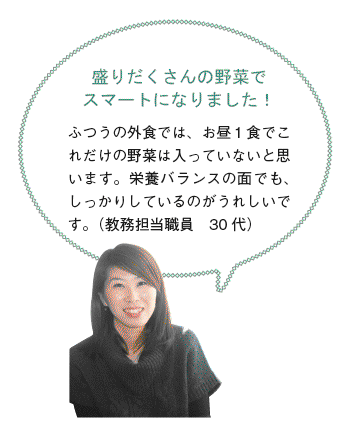 盛りだくさんの野菜で
スマートになりました！
ふつうの外食では、お昼１食でこ
れだけの野菜は入っていないと思
います。栄養バランスの面でも、
しっかりしているのがうれしいで
す。（教務担当職員　30代）